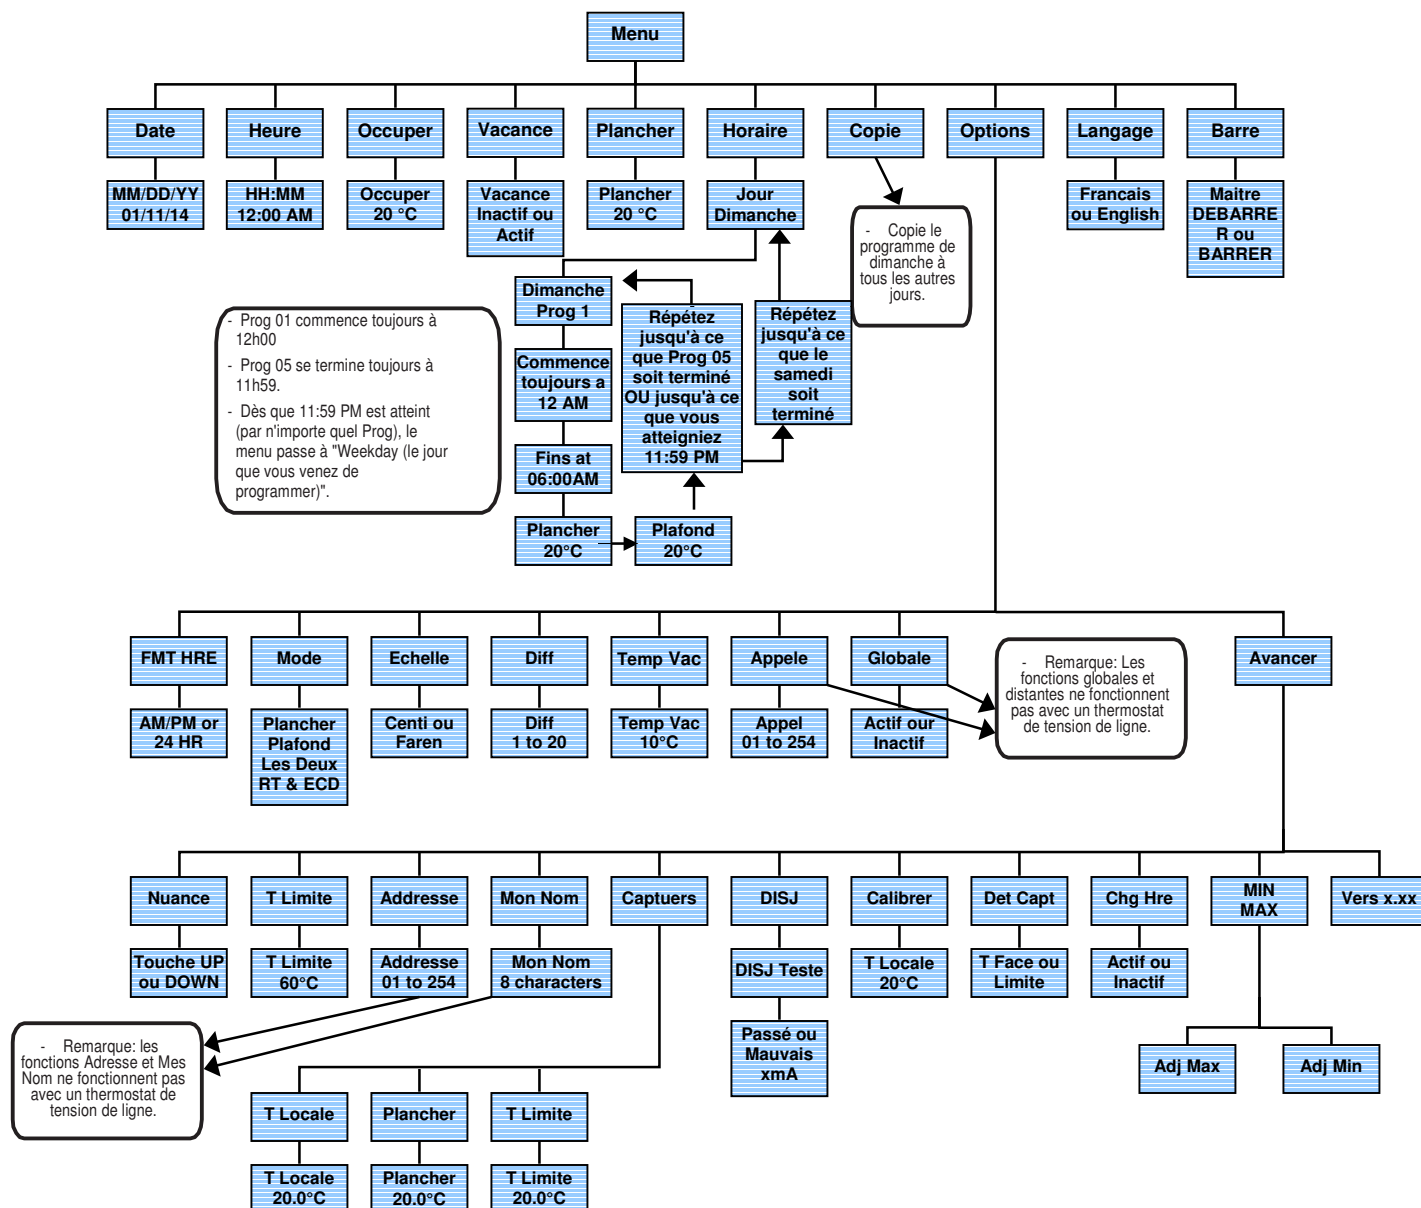 Menu
Date
Heure
Occuper
Vacance
Plancher
Horaire
Copie
Options
Langage
Barre
MM/DD/YY
01/11/14
HH:MM
12:00 AM
Occuper
20 °C
Vacance
Inactif ou
Actif
Plancher
20 °C
Jour
Dimanche
Francais
ou English
Maitre
DEBARRE
R ou
BARRER
- Copie le
programme de
dimanche à
tous les autres
jours.
Dimanche
Prog 1
Commence
toujours a
12 AM
Fins at
06:00AM
Plancher
20°C
Plafond
20°C
Répétez
jusqu'à ce
que Prog 05
soit terminé
OU jusqu'à ce
que vous
atteigniez
11:59 PM
Répétez
jusqu'à ce
que le
samedi
soit
terminé
- Prog 01 commence toujours à
12h00
- Prog 05 se termine toujours à
11h59.
- Dès que 11:59 PM est atteint
(par n'importe quel Prog), le
menu passe à "Weekday (le jour
que vous venez de
programmer)".
FMT HRE
Mode
Echelle
Diff
Temp Vac
Appele
Globale
Avancer
AM/PM or
24 HR
Plancher
Plafond
Les Deux
RT & ECD
Centi ou
Faren
Diff
1 to 20
Temp Vac
10°C
Appel
01 to 254
Actif our
Inactif
- Remarque: Les
fonctions globales et
distantes ne fonctionnent
pas avec un thermostat
de tension de ligne.
Nuance
T Limite
Addresse
Mon Nom
Captuers
DISJ
Calibrer
Det Capt
Chg Hre
MIN
MAX
Vers x.xx
Touche UP
ou DOWN
T Limite
60°C
Addresse
01 to 254
Mon Nom
8 characters
DISJ Teste
T Locale
20°C
T Face ou
Limite
Actif ou
Inactif
Passé ou
Mauvais
xmA
Adj Max
Adj Min
- Remarque: les
fonctions Adresse et Mes
Nom ne fonctionnent pas
avec un thermostat de
tension de ligne.
T Locale
Plancher
T Limite
T Locale
20.0°C
Plancher
20.0°C
T Limite
20.0°C